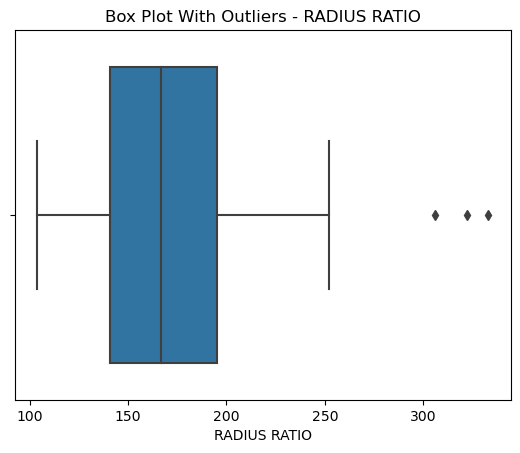 Box Plot With Outliers - RADIUS RATIO
100 150 200 250 300
RADIUS RATIO